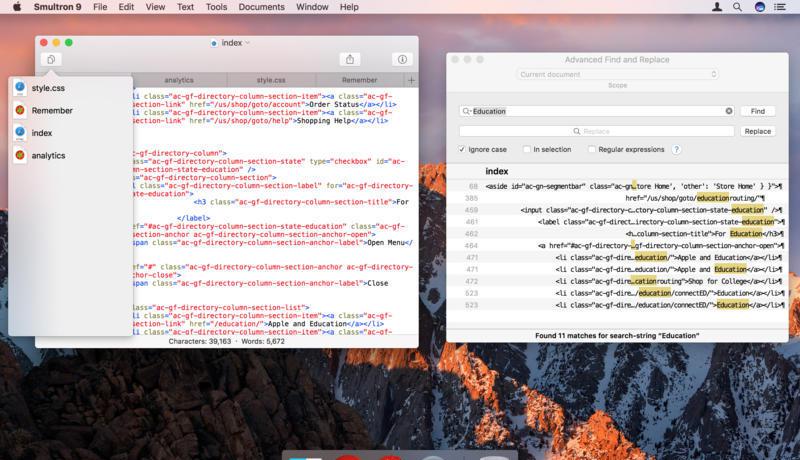 Smultron 9 File Edit View Text Tools Documents Window Help
index
analytics style.css Remember +
style.css
Remember
index
analytics
li class="ac-gf-directory-column-section-item"><a class="ac-gf-
section-link" href="/us/shop/goto/account">Order Status</a></li>
li class="ac-gf-directory-column-section-item"><a class="ac-gf-
section-link" href="/us/shop/goto/help">Shopping Help</a></li>
ac-gf-directory-column">
class="ac-gf-directory-column-section-state" type="checkbox" id="ac-
state-education" />
ac-gf-directory-column-section">
l class="ac-gf-directory-column-section-label" for="ac-gf-directory-
state-education">
<h3 class="ac-gf-directory-column-section-title">For
</label>
ref="#ac-gf-directory-column-section-state-education" class="ac-gf-
section-anchor ac-gf-directory-column-section-anchor-open">
span class="ac-gf-directory-column-section-anchor-label">Open Menu</
ref="#" class="ac-gf-directory-column-section-anchor ac-gf-directory-
chor-close">
span class="ac-gf-directory-column-section-anchor-label">Close
ac-gf-directory-column-section-list">
li class="ac-gf-directory-column-section-item"><a class="ac-gf-
section-link" href="/education/">Apple and Education</a></li>
li class="ac-gf-directory-column-section-item"><a class="ac-gf-
Characters: 39,163 · Words: 5,672
Advanced Find and Replace
Current document
Scope
Education Find
Replace Replace
Ignore case In selection Regular expressions ?
index
68 <aside id="ac-gn-segmentbar" class="ac-gn…tore Home', 'other': 'Store Home' } }">¶
385 href="/us/shop/goto/educationrouting/"¶
459 <input class="ac-gf-directory-c…ctory-column-section-state-education" />¶
461 <label class="ac-gf-dire…irectory-column-section-state-education">¶
462 <h…column-section-title">For Education</h3>¶
464 <a href="#ac-gf-directory-…gf-directory-column-section-anchor-open">¶
471 <li class="ac-gf-dire…education/">Apple and Education</a></li>¶
471 <li class="ac-gf-dire…education/">Apple and Education</a></li>¶
472 <li class="ac-gf-dire…cationrouting">Shop for College</a></li>¶
523 <li class="ac-gf-dire…/education/connectED/">Education</a></li>¶
523 <li class="ac-gf-dire…/education/connectED/">Education</a></li>¶
Found 11 matches for search-string "Education"